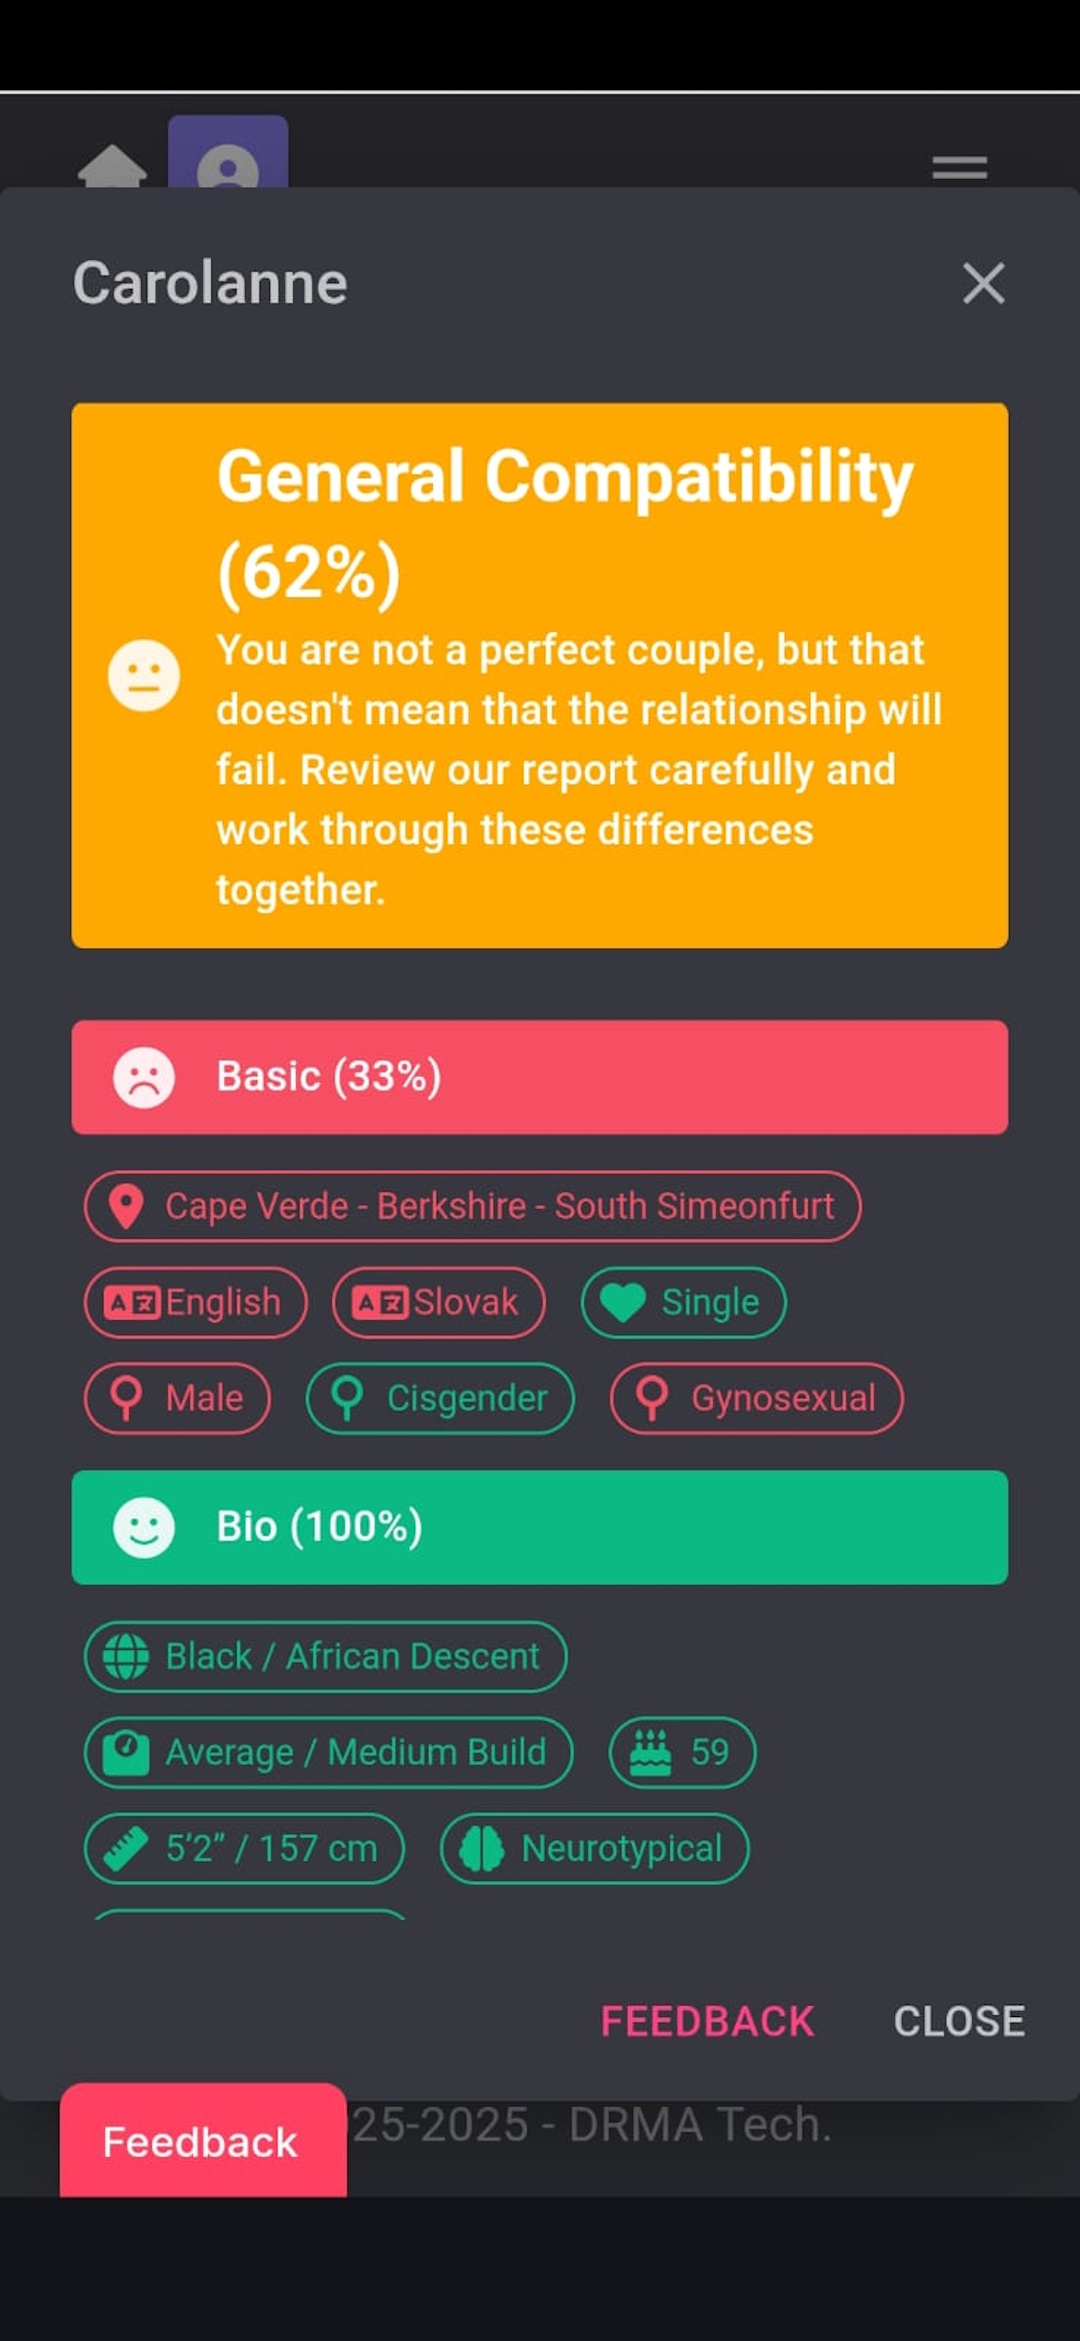 Carolanne
General Compatibility
(62%)
You are not a perfect couple, but that
doesn't mean that the relationship will
fail. Review our report carefully and
work through these differences
together.
Basic (33%)
Cape Verde - Berkshire - South Simeonfurt
English Slovak Single
Male Cisgender Gynosexual
Bio (100%)
Black / African Descent
Average / Medium Build 59
5’2” / 157 cm Neurotypical
FEEDBACK CLOSE
Feedback 25-2025 - DRMA Tech.